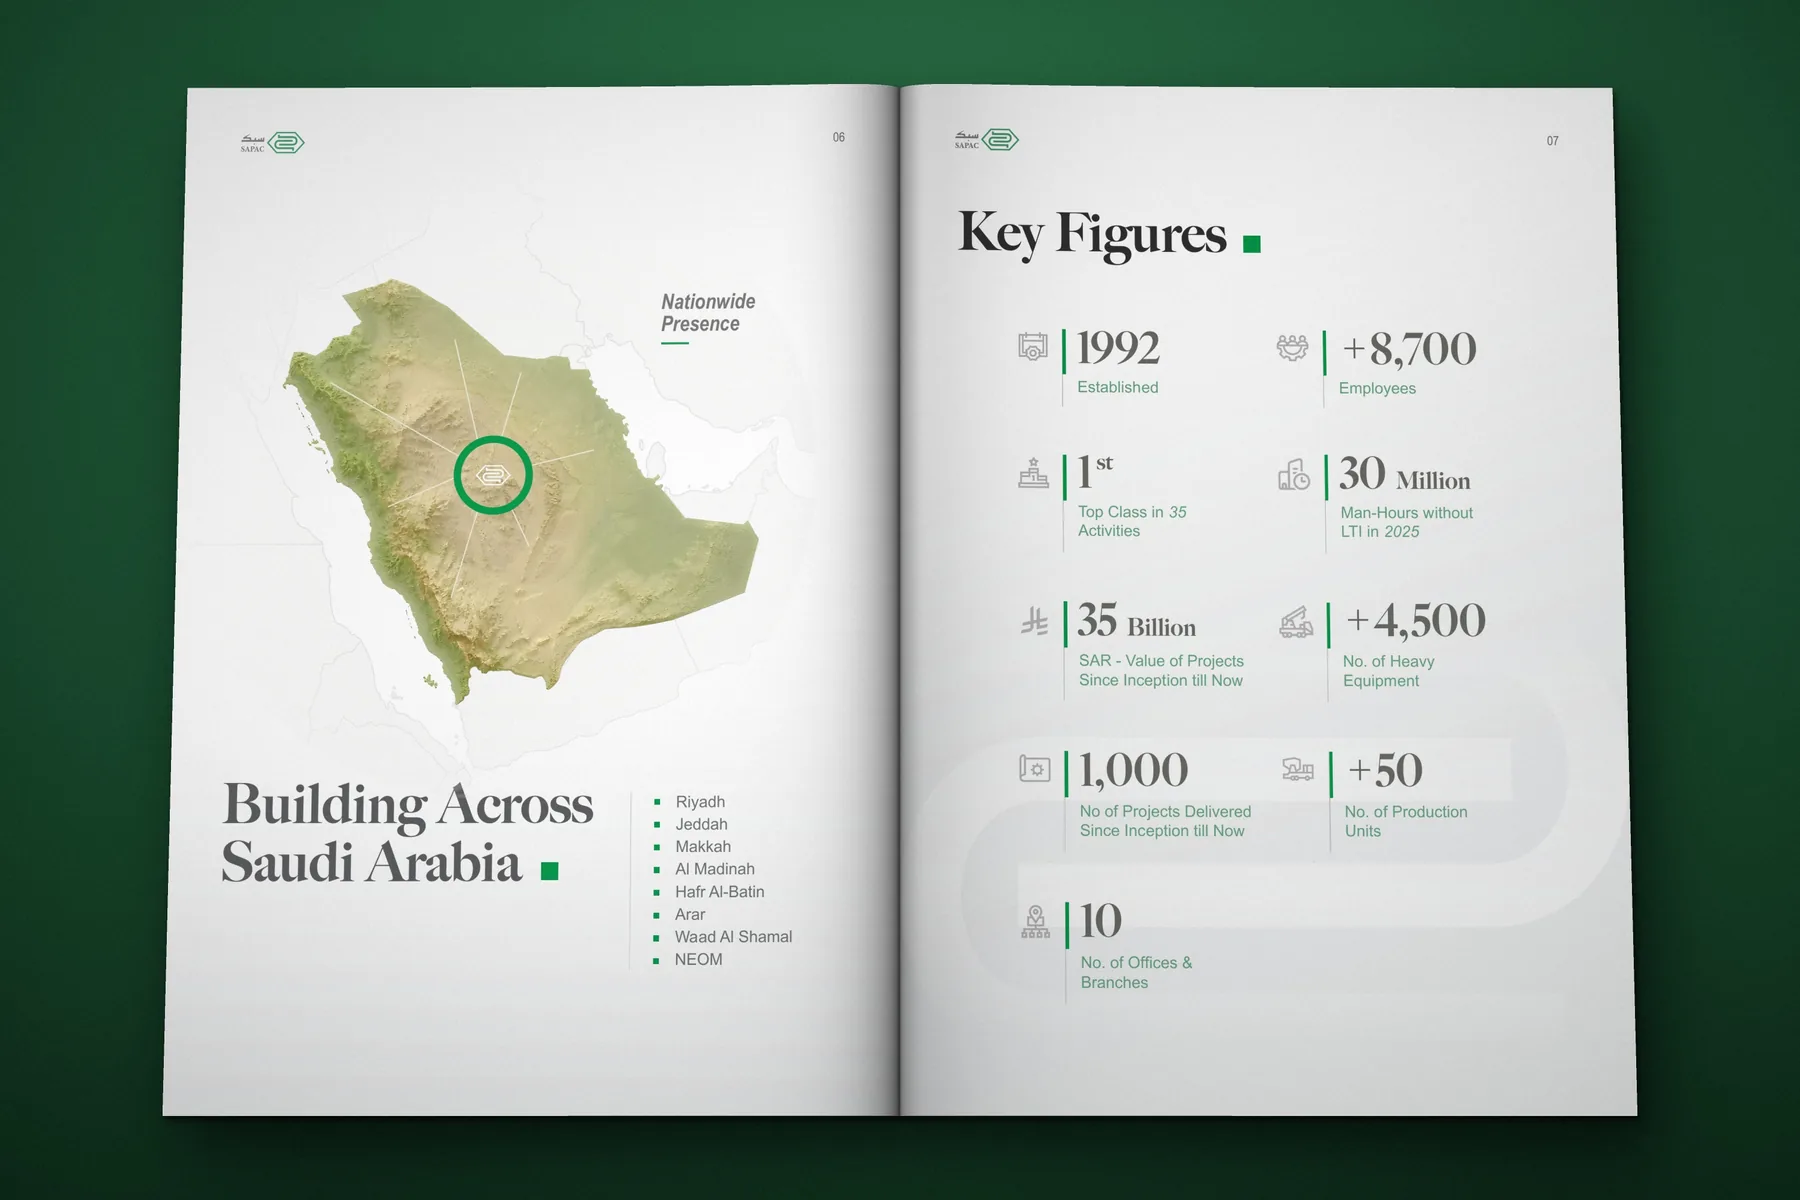 سبك
SAPAC
06
Nationwide
Presence
Building Across
Saudi Arabia
Riyadh
Jeddah
Makkah
Al Madinah
Hafr Al-Batin
Arar
Waad Al Shamal
NEOM
سبك
SAPAC
07
Key Figures
1992
Established
+8,700
Employees
1st
Top Class in 35
Activities
30 Million
Man-Hours without
LTI in 2025
35 Billion
SAR - Value of Projects
Since Inception till Now
+4,500
No. of Heavy
Equipment
1,000
No of Projects Delivered
Since Inception till Now
+50
No. of Production
Units
10
No. of Offices &
Branches